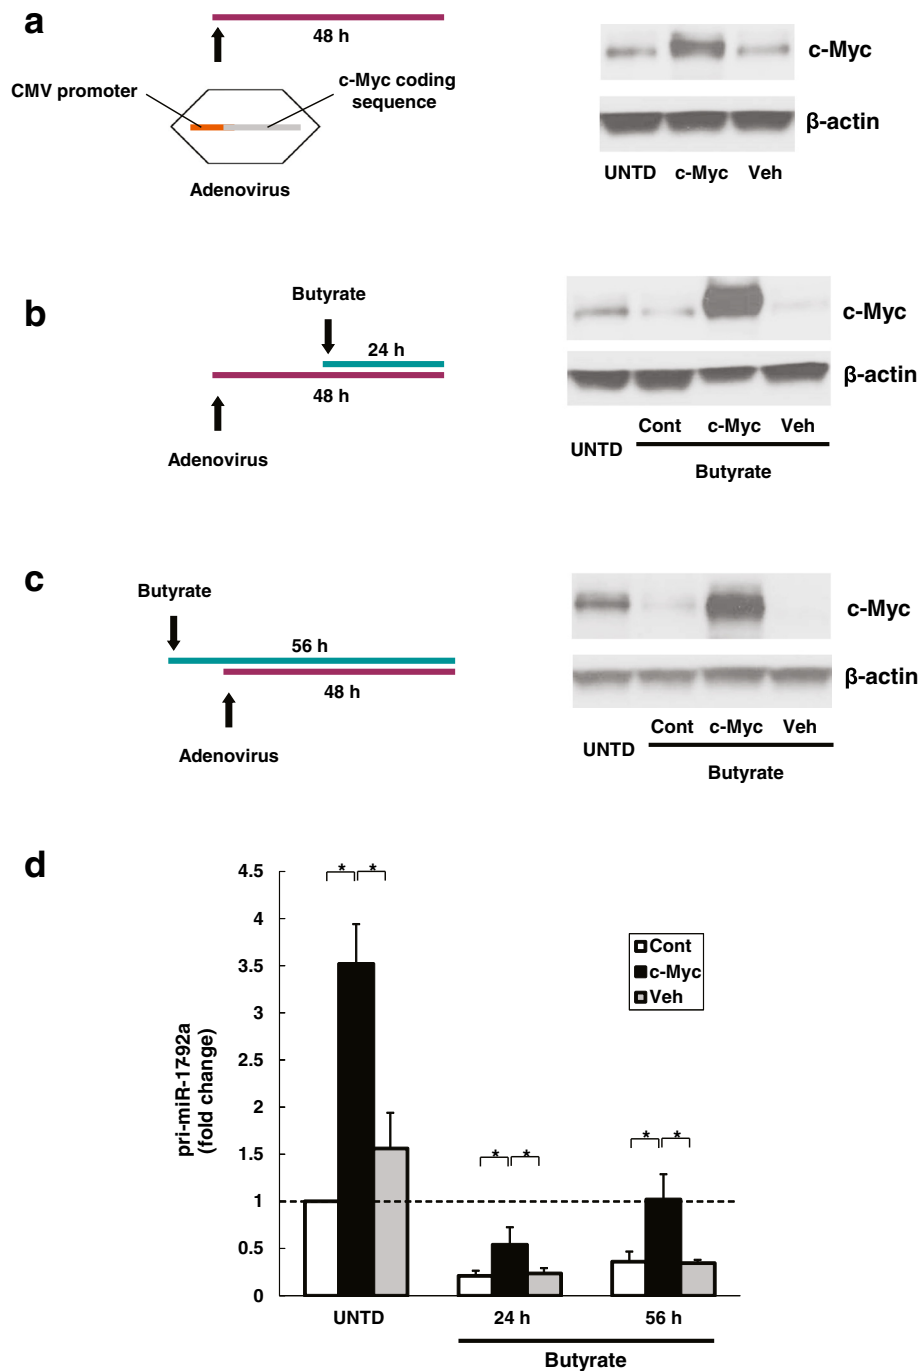 a
48 h
CMV promoter
c-Myc coding
sequence
Adenovirus
c-Myc
β-actin
UNTD c-Myc Veh
b
Butyrate
24 h
48 h
Adenovirus
c-Myc
β-actin
Cont c-Myc Veh
UNTD
Butyrate
c
Butyrate
56 h
48 h
Adenovirus
c-Myc
β-actin
Cont c-Myc Veh
UNTD
Butyrate
d
pri-miR-1792a
(fold change)
4.5
4
3.5
3
2.5
2
1.5
1
0.5
0
* *
* *
* *
Cont
c-Myc
Veh
UNTD 24 h 56 h
Butyrate